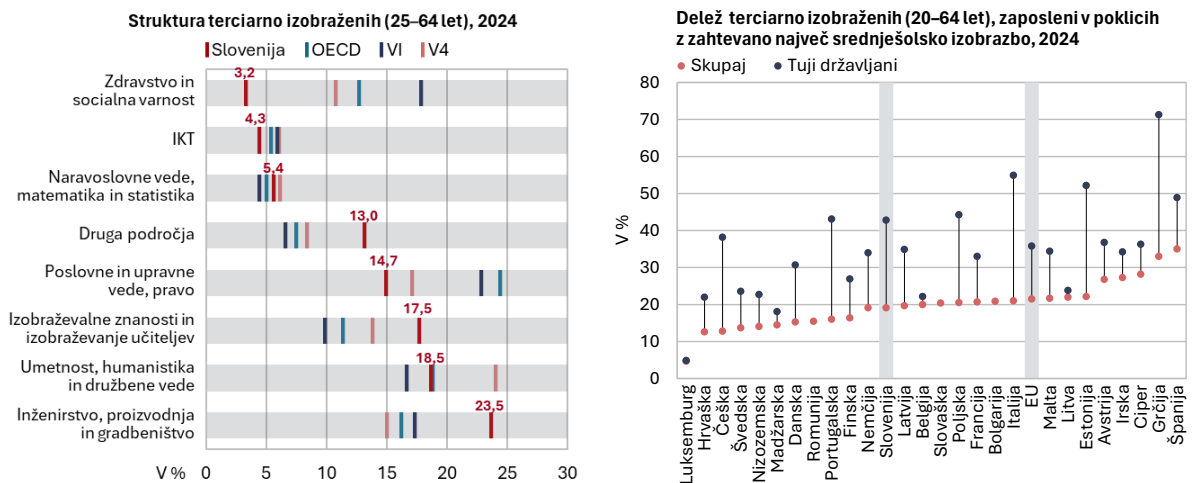 Struktura terciarno izobraženih (25–64 let), 2024
Slovenija OECD VI V4
Zdravstvo in
socialna varnost
3,2
IKT
4,3
Naravoslovne vede,
matematika in statistika
5,4
Druga področja
13,0
Poslovne in upravne
vede, pravo
14,7
Izobraževalne znanosti in
izobraževanje učiteljev
17,5
Umetnost, humanistika
in družbene vede
18,5
Inženirstvo, proizvodnja
in gradbeništvo
23,5
V % 0 5 10 15 20 25 30
Delež terciarno izobraženih (20–64 let), zaposleni v poklicih
z zahtevano največ srednješolsko izobrazbo, 2024
Skupaj Tuji državljani
V %
80
70
60
50
40
30
20
10
0
Luksemburg
Hrvaška
Češka
Švedska
Nizozemska
Madžarska
Danska
Romunija
Portugalska
Finska
Nemčija
Slovenija
Latvija
Belgija
Slovaška
Poljska
Francija
Bolgarija
Italija
EU
Malta
Litva
Estonija
Avstrija
Irska
Ciper
Grčija
Španija